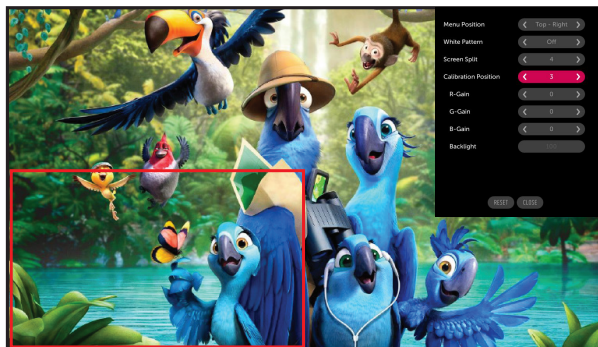 Menu Position < Top - Right >
White Pattern < Off >
Screen Split < 4 >
Calibration Position < 3 >
R-Gain < 0 >
G-Gain < 0 >
B-Gain < 0 >
Backlight
RESET CLOSE